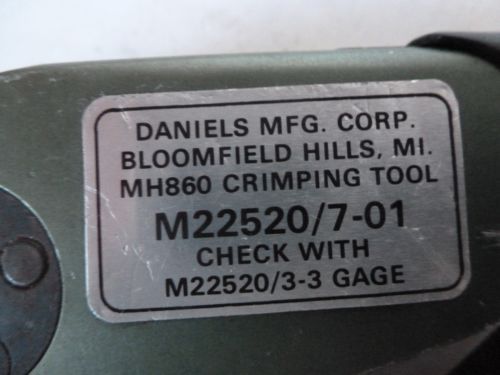 DANIELS MFG. CORP.
BLOOMFIELD HILLS, MI.
MH860 CRIMPING TOOL
M22520/7-01
CHECK WITH
M22520/3-3 GAGE